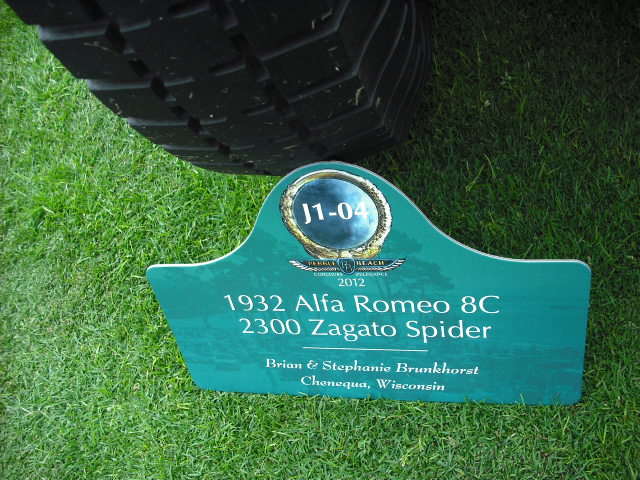 J1-04
PEBBLE BEACH
CONCOURS D'ELEGANCE
2012
1932 Alfa Romeo 8C
2300 Zagato Spider
Brian & Stephanie Brunkhorst
Chenequa, Wisconsin